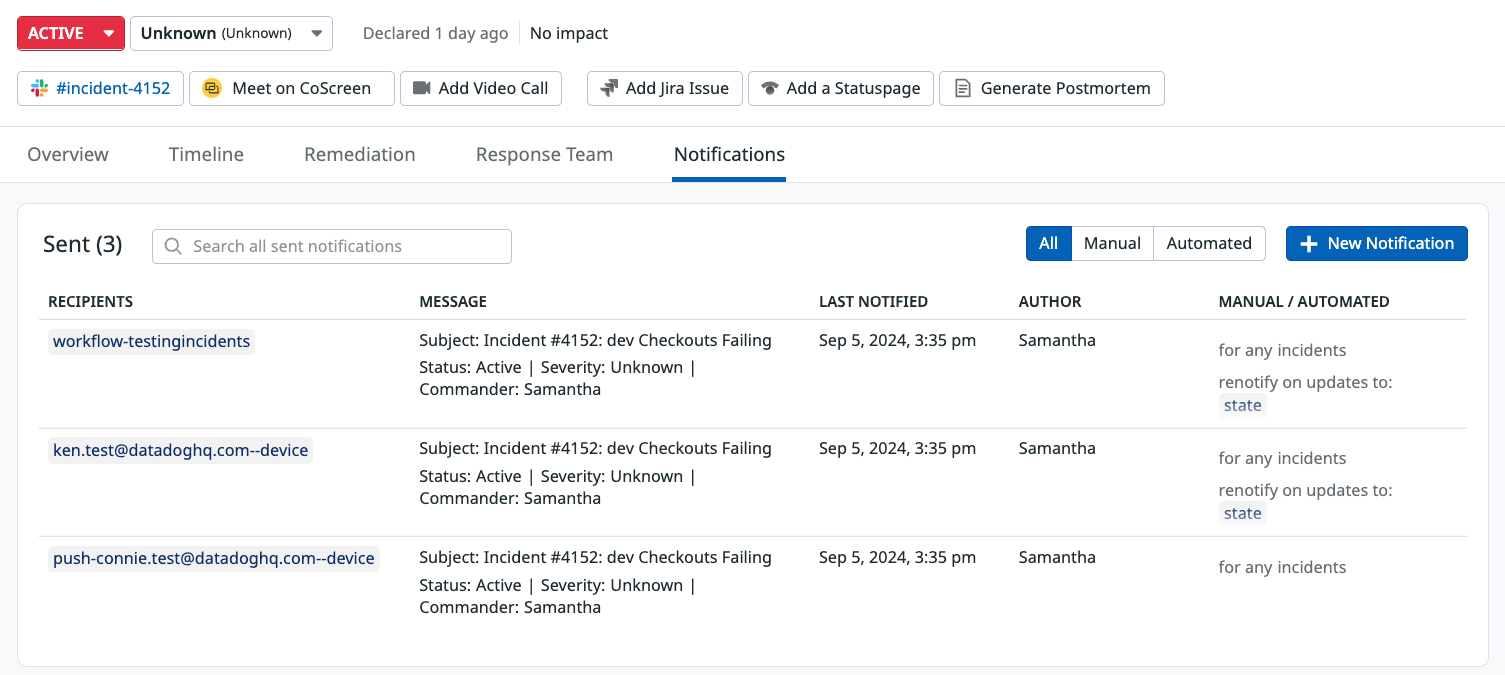 ACTIVE Unknown (Unknown) Declared 1 day ago No impact
#incident-4152 Meet on CoScreen Add Video Call Add Jira Issue Add a Statuspage Generate Postmortem
Overview Timeline Remediation Response Team Notifications
Sent (3) Search all sent notifications All Manual Automated New Notification
RECIPIENTS MESSAGE LAST NOTIFIED AUTHOR MANUAL / AUTOMATED
workflow-testingincidents Subject: Incident #4152: dev Checkouts Failing Sep 5, 2024, 3:35 pm Samantha
for any incidents
Status: Active | Severity: Unknown |
renotify on updates to:
Commander: Samantha
state
ken.test@datadoghq.com--device Subject: Incident #4152: dev Checkouts Failing Sep 5, 2024, 3:35 pm Samantha
for any incidents
Status: Active | Severity: Unknown |
renotify on updates to:
Commander: Samantha
state
push-connie.test@datadoghq.com--device Subject: Incident #4152: dev Checkouts Failing Sep 5, 2024, 3:35 pm Samantha
for any incidents
Status: Active | Severity: Unknown |
Commander: Samantha